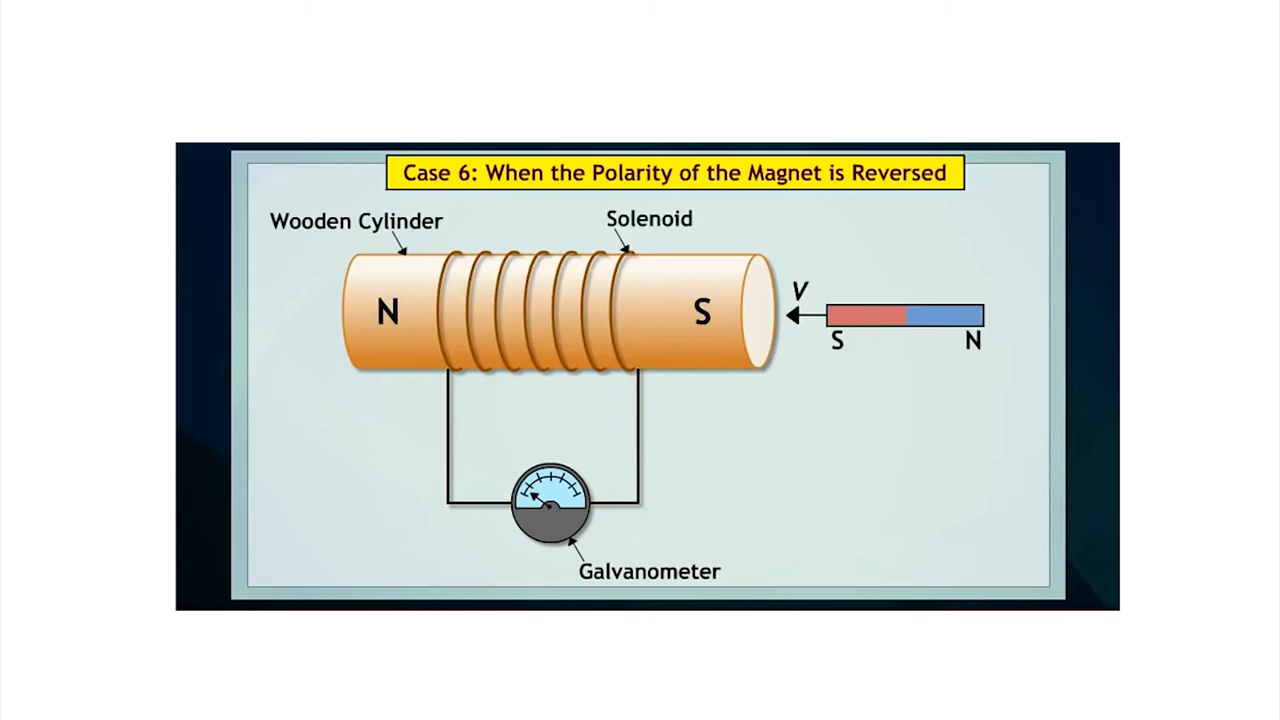 Case 6: When the Polarity of the Magnet is Reversed
Wooden Cylinder
Solenoid
N
S
V
S
N
Galvanometer